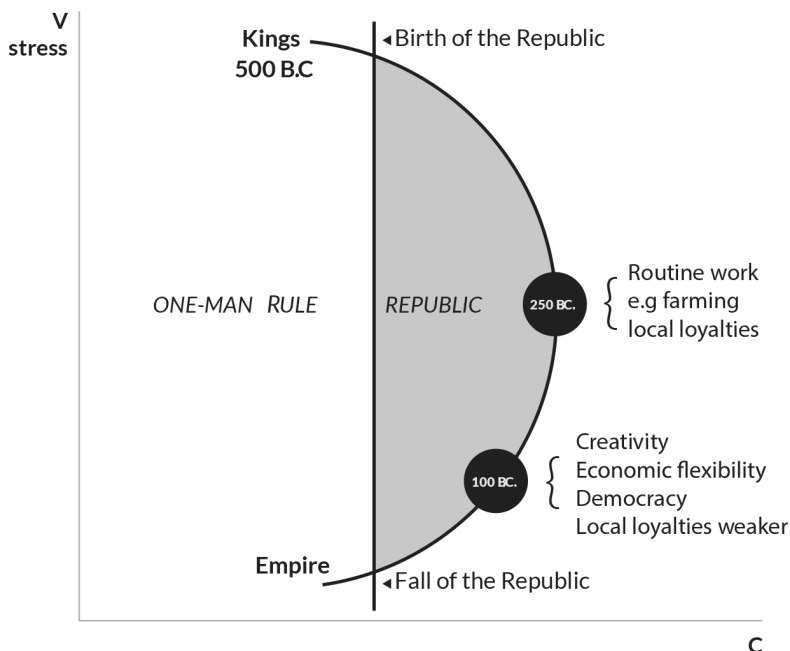 V
stress
Kings
500 B.C
◂Birth of the Republic
ONE-MAN RULE
REPUBLIC
250 BC.
Routine work
e.g farming
local loyalties
100 BC.
Creativity
Economic flexibility
Democracy
Local loyalties weaker
Empire
◂Fall of the Republic
C